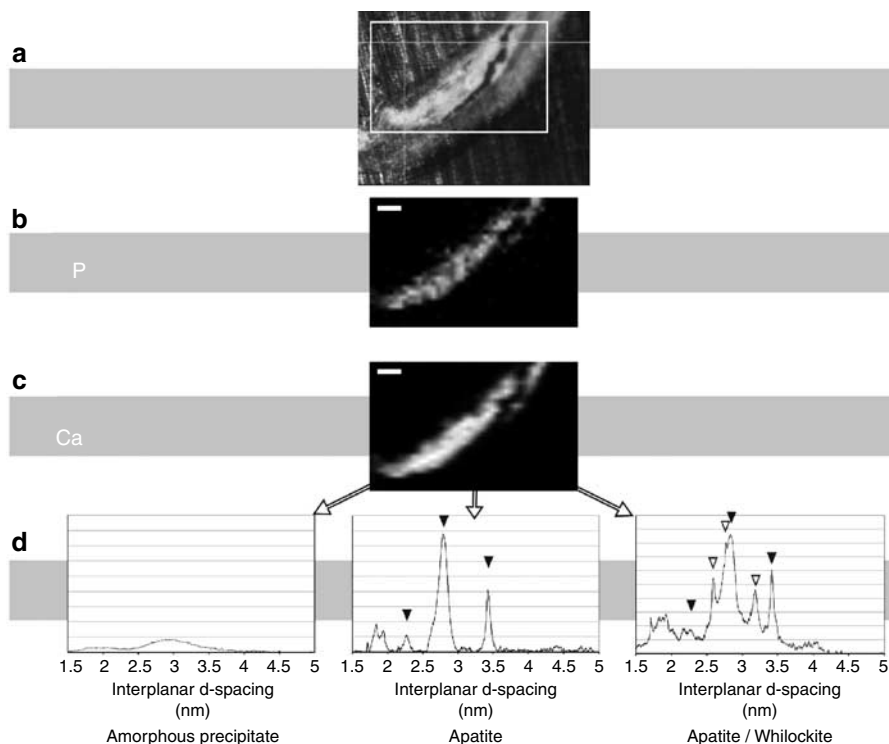 a
b
P
c
Ca
d
1.5 2 2.5 3 3.5 4 4.5 5
Interplanar d-spacing
(nm)
Amorphous precipitate
1.5 2 2.5 3 3.5 4 4.5 5
Interplanar d-spacing
(nm)
Apatite
1.5 2 2.5 3 3.5 4 4.5 5
Interplanar d-spacing
(nm)
Apatite / Whilockite